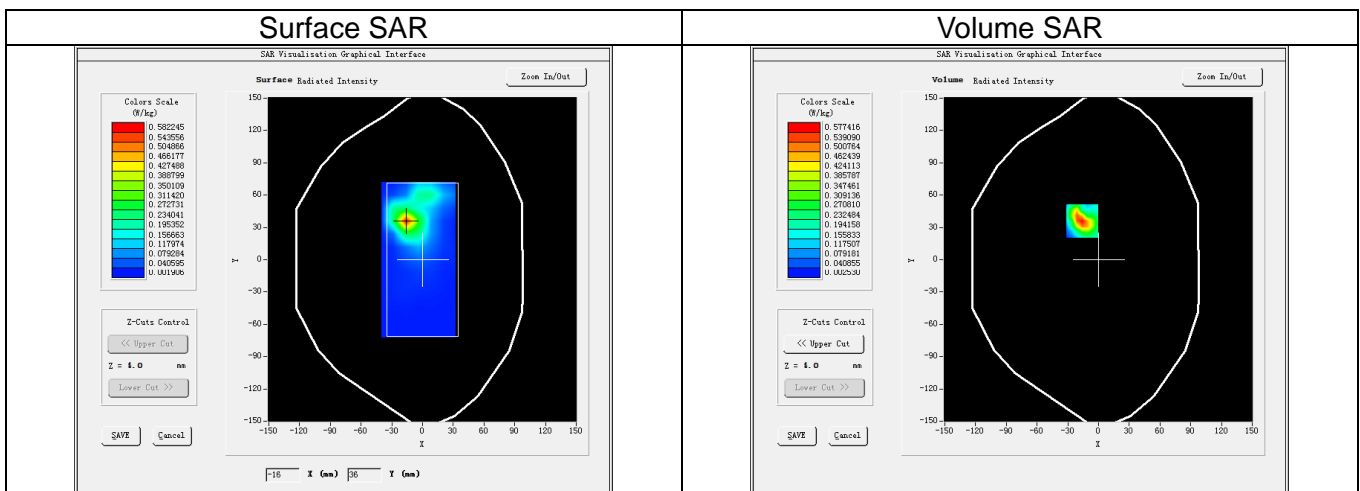 Surface SAR
SAR Visualisation Graphical Interface
Surface Radiated Intensity
Zoom In/Out
Colors Scale
(W/kg)
0.582245
0.543556
0.504866
0.466177
0.427488
0.388799
0.350109
0.311420
0.272731
0.234041
0.195352
0.156663
0.117974
0.079284
0.040595
0.001906
Z-Cuts Control
<< Upper Cut
Z = 4.0 mm
Lower Cut >>
SAVE
Cancel
150
120
90
60
30
0
-30
-60
-90
-120
-150
Y
-150 -120 -90 -60 -30 0 30 60 90 120 150
X
-16 X (mm) 36 Y (mm)
Volume SAR
SAR Visualisation Graphical Interface
Volume Radiated Intensity
Zoom In/Out
Colors Scale
(W/kg)
0.577416
0.539090
0.500764
0.462439
0.424113
0.385787
0.347461
0.309136
0.270810
0.232484
0.194158
0.155833
0.117507
0.079181
0.040855
0.002530
Z-Cuts Control
<< Upper Cut
Z = 4.0 mm
Lower Cut >>
SAVE
Cancel
150
120
90
60
30
0
-30
-60
-90
-120
-150
Y
-150 -120 -90 -60 -30 0 30 60 90 120 150
X